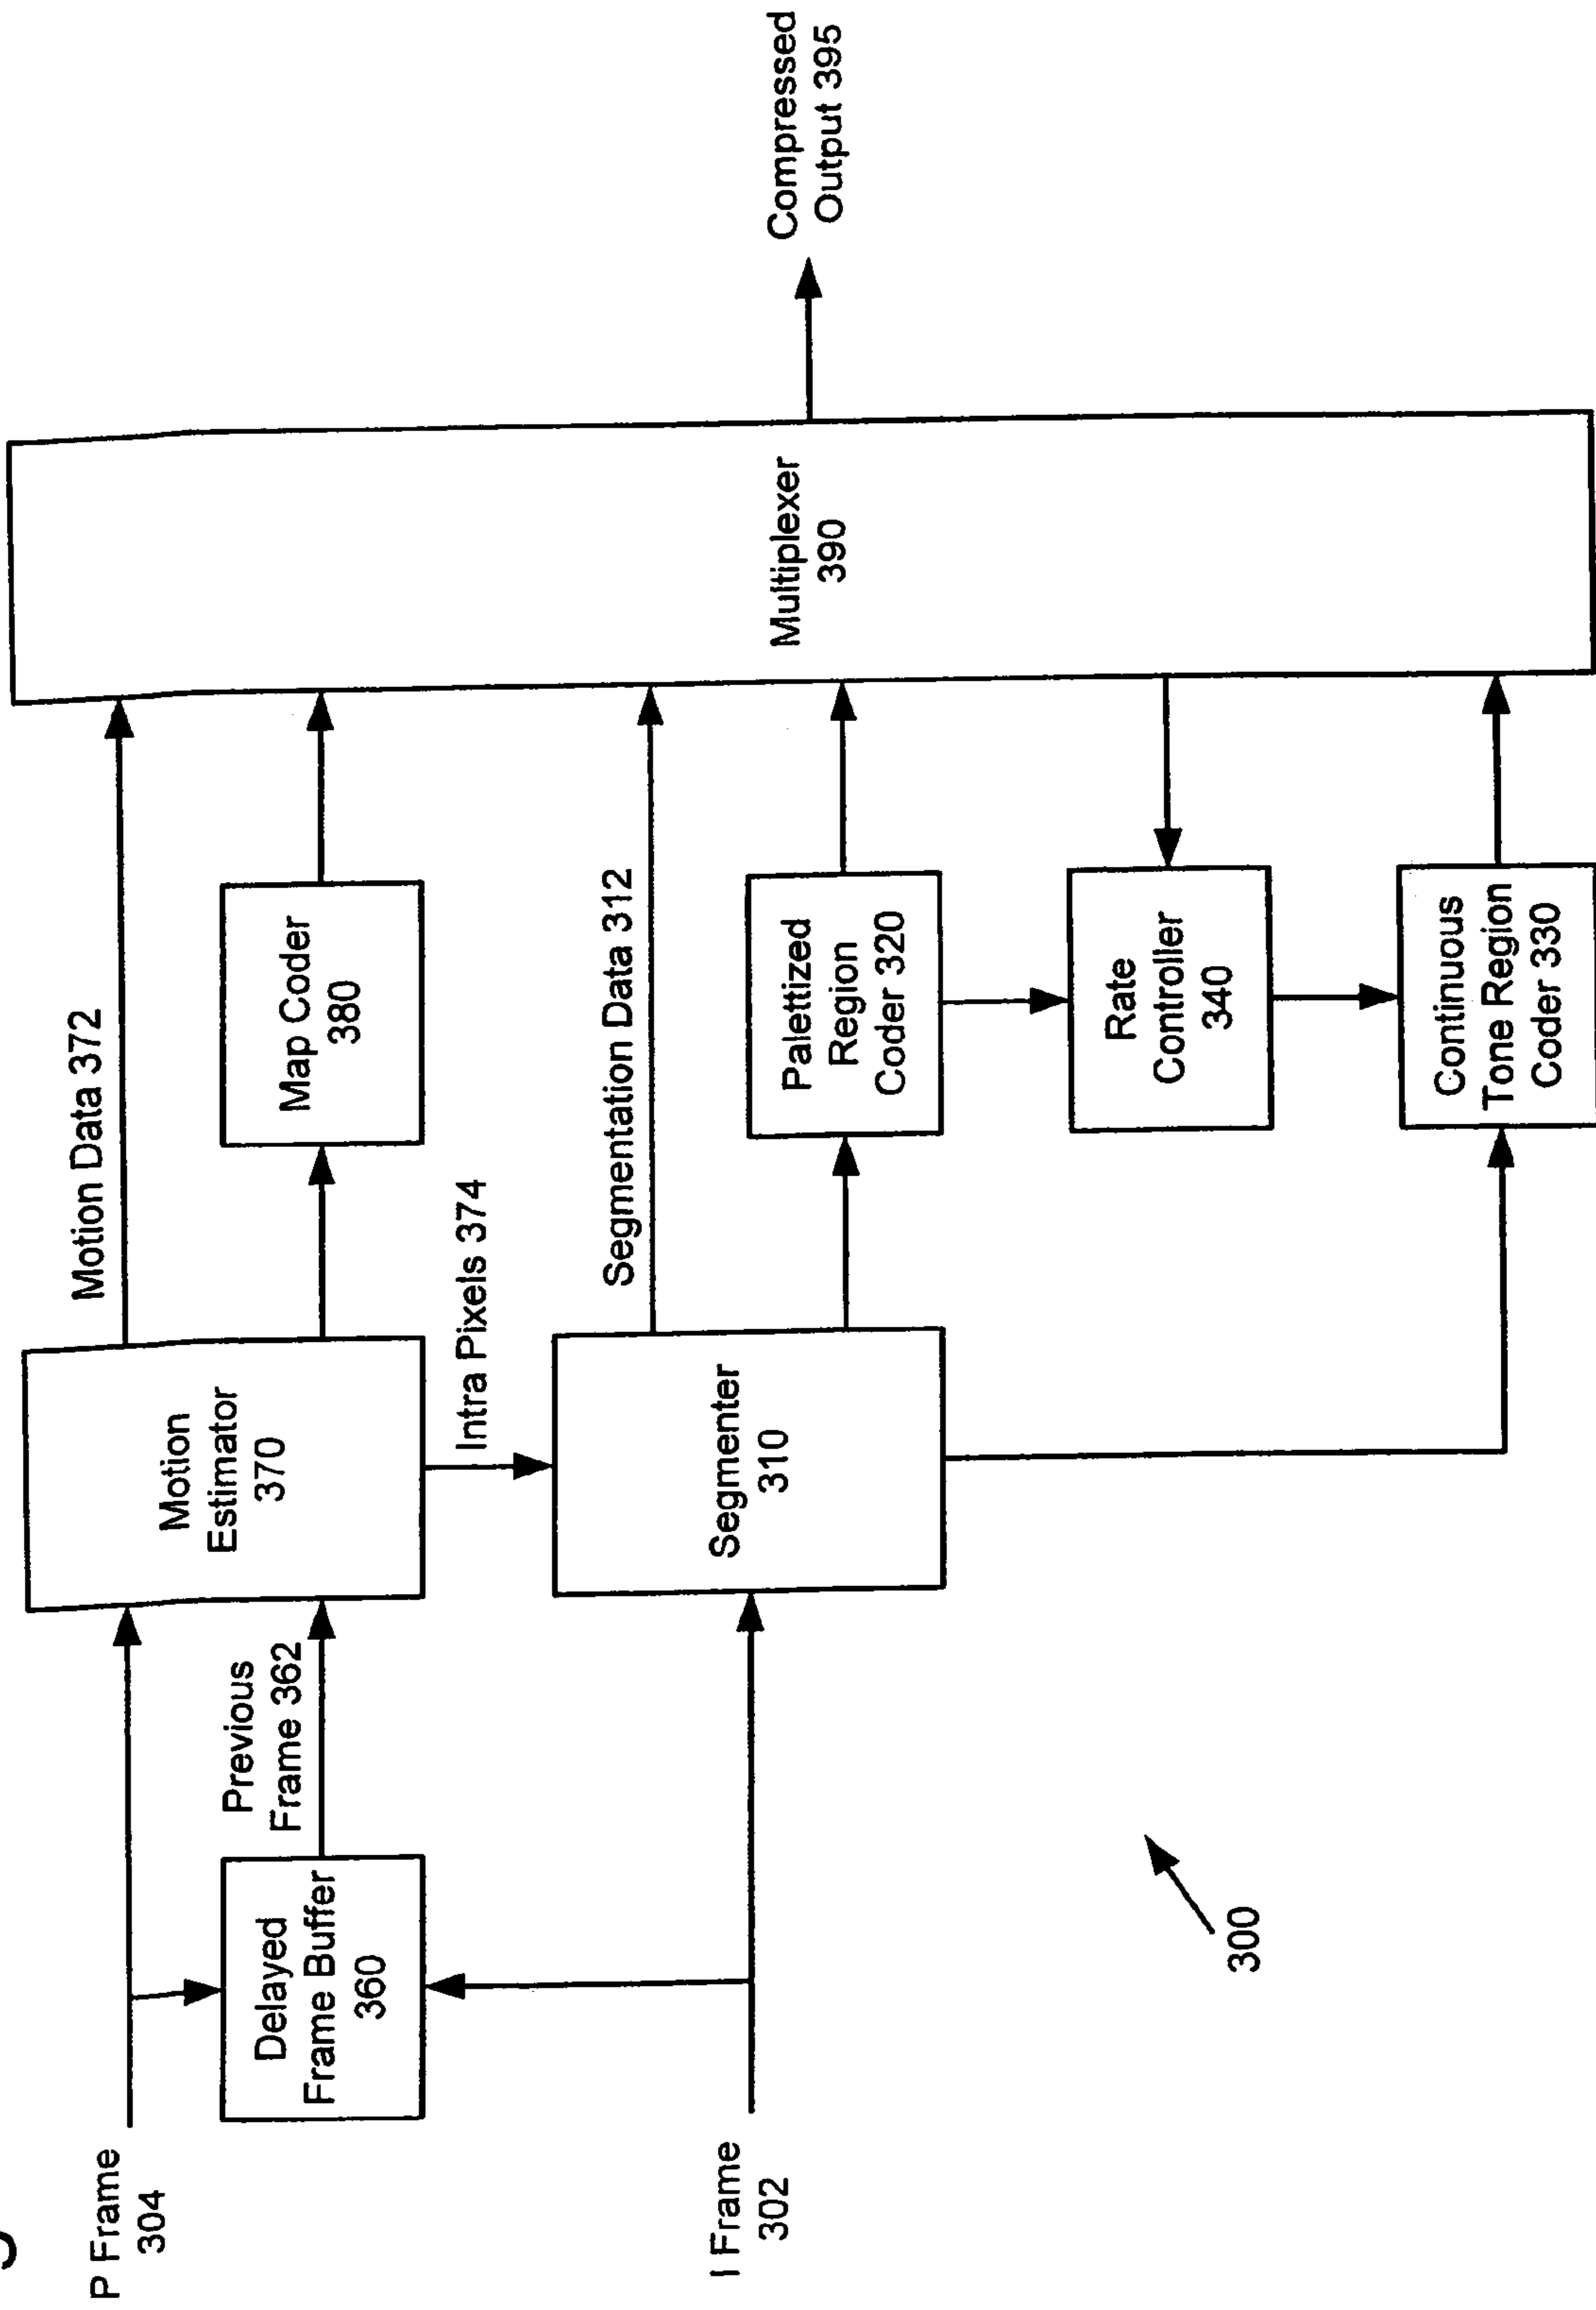 P Frame
304
Delayed
Frame Buffer
360
Previous
Frame 362
Motion
Estimator
370
Motion Data 372
Map Coder
380
Intra Pixels 374
I Frame
302
Segmenter
310
Segmentation Data 312
Palettized
Region
Coder 320
Rate
Controller
340
Continuous
Tone Region
Coder 330
Multiplexer
390
Compressed
Output 395
300